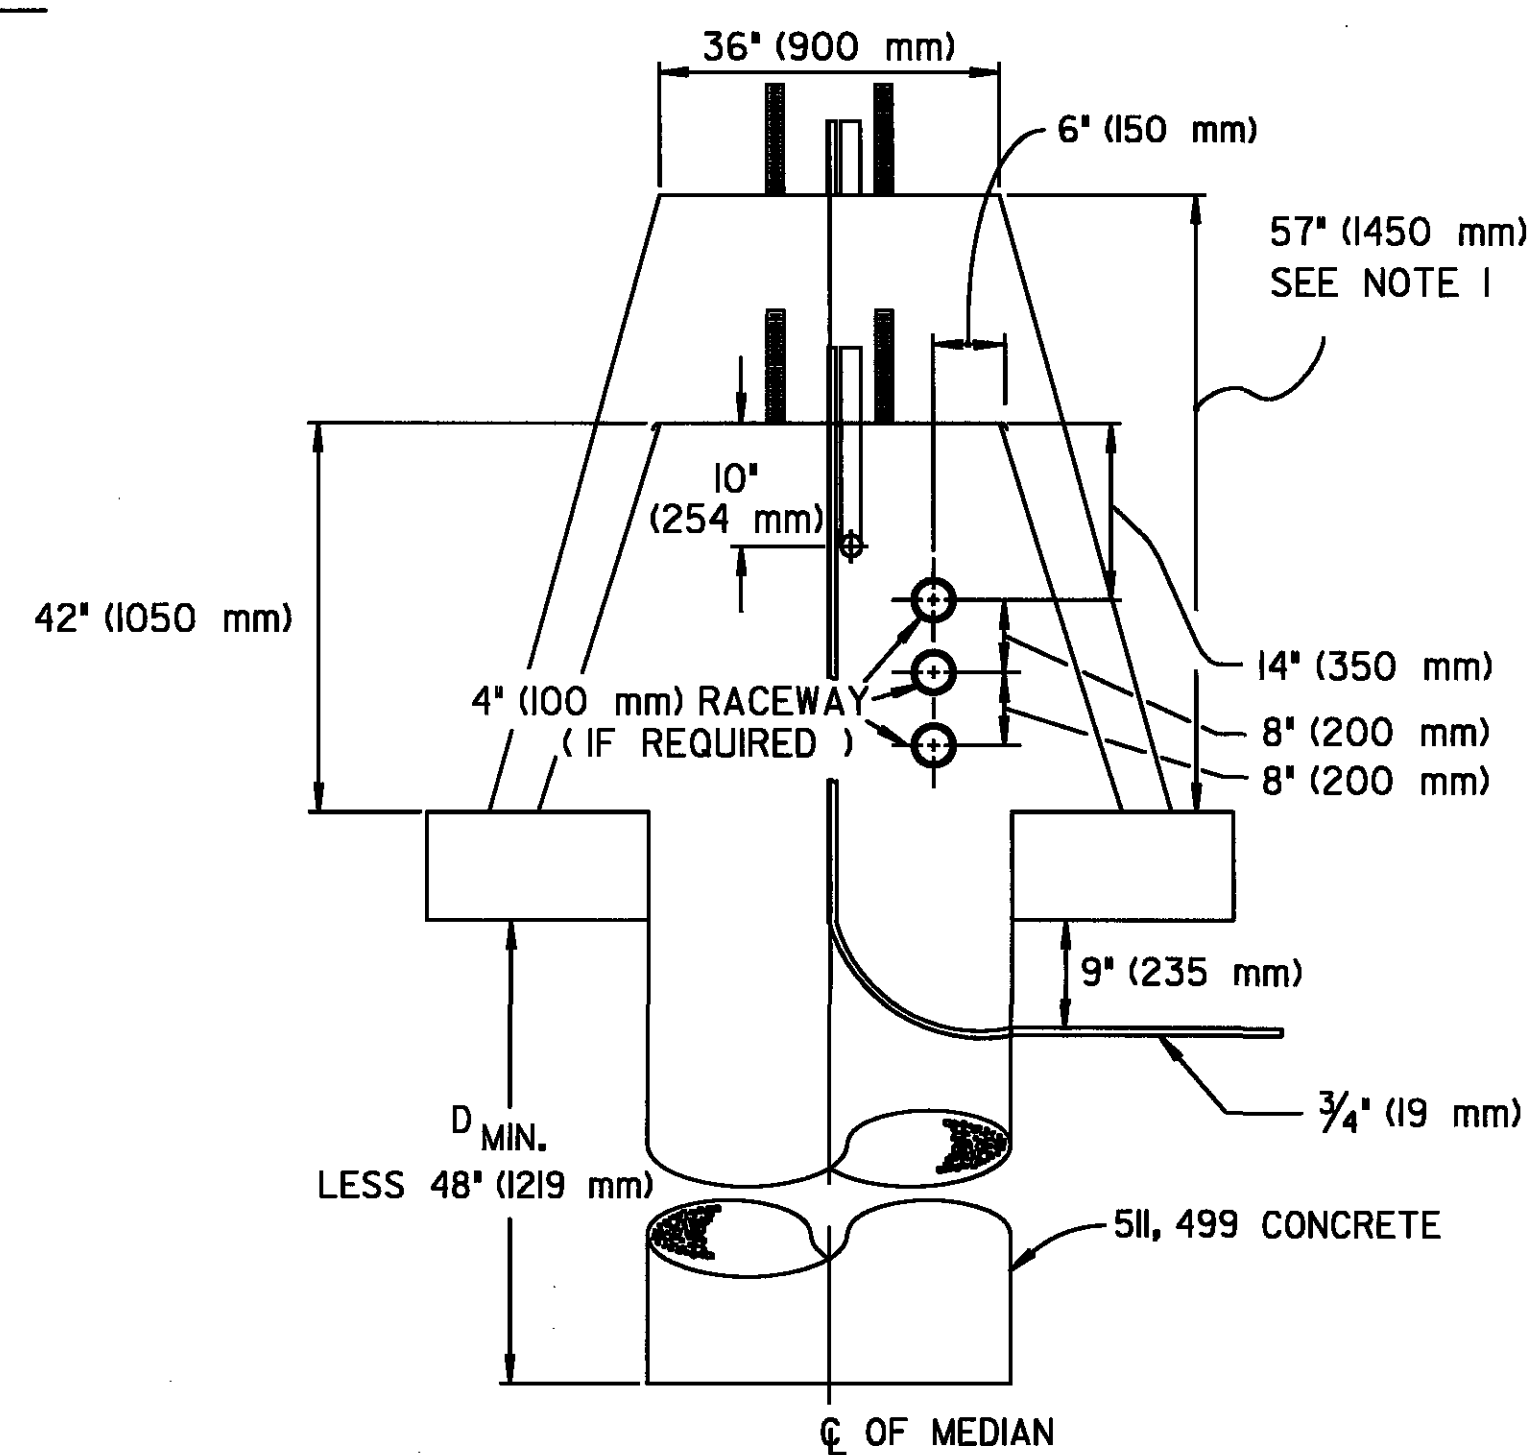 36" (900 mm)
6" (150 mm)
57" (1450 mm)
SEE NOTE 1
10"
(254 mm)
42" (1050 mm)
14" (350 mm)
4" (100 mm) RACEWAY
( IF REQUIRED )
8" (200 mm)
8" (200 mm)
9" (235 mm)
3/4" (19 mm)
D MIN.
LESS 48" (1219 mm)
511, 499 CONCRETE
℄ OF MEDIAN